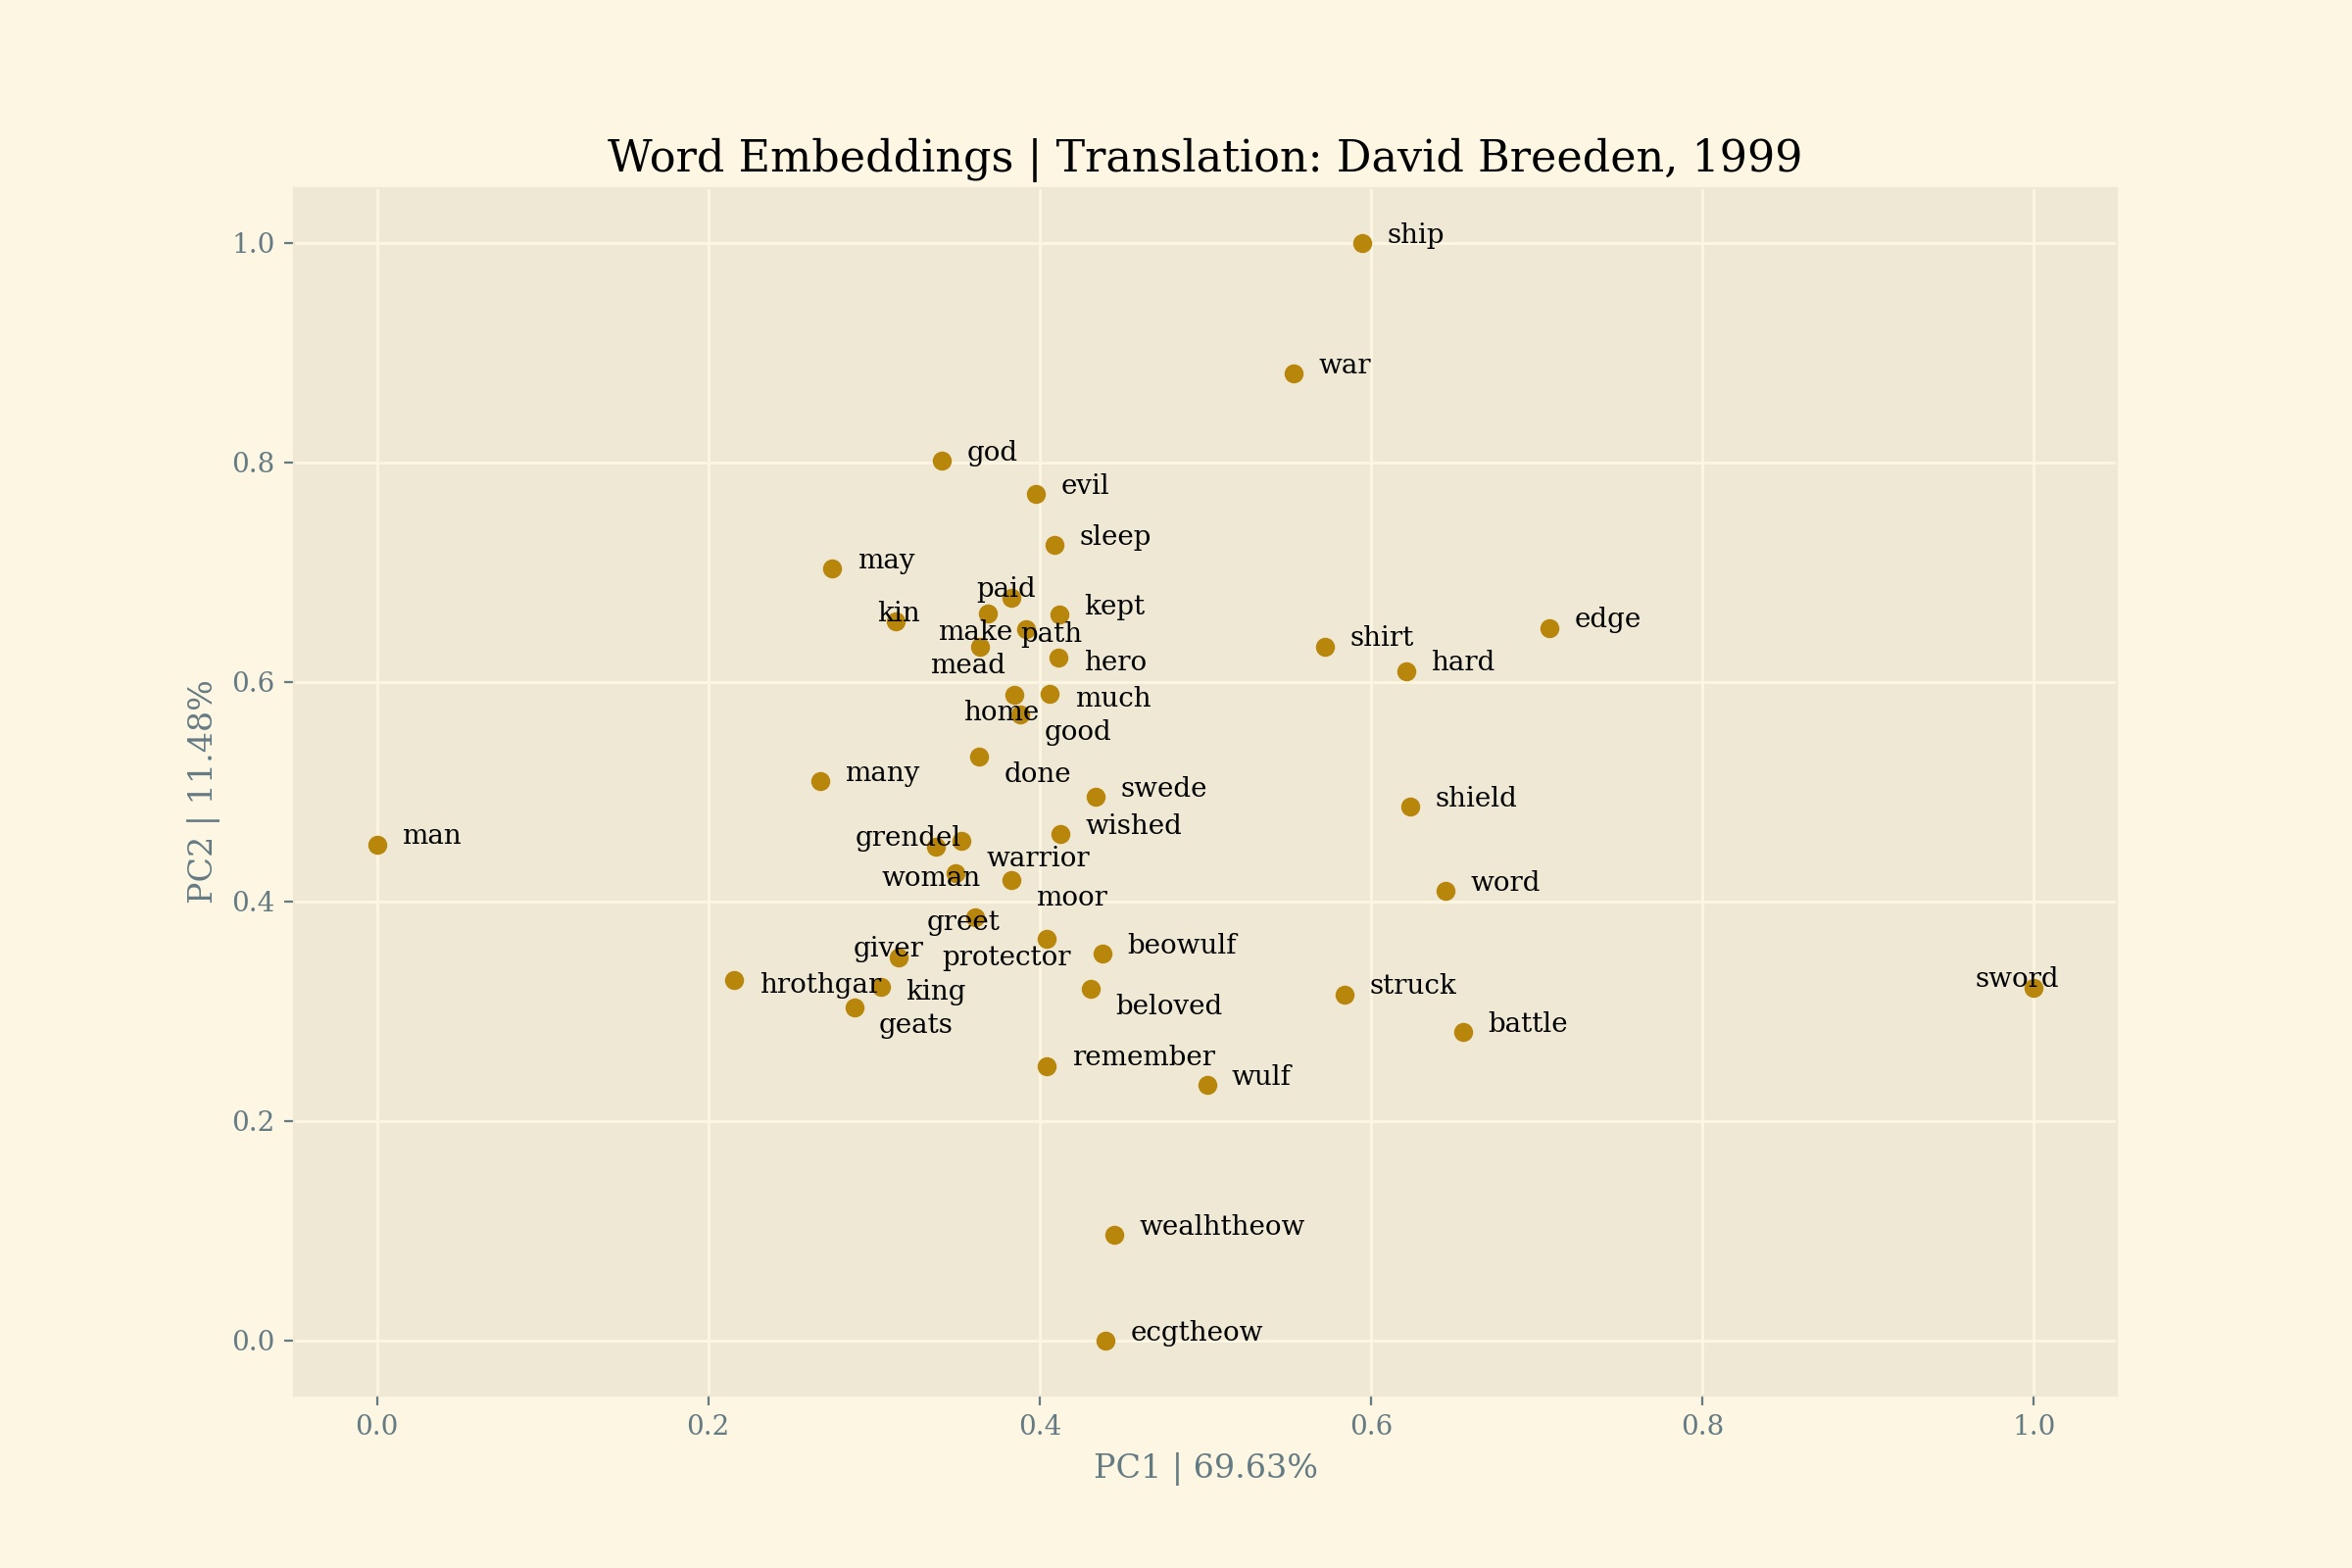 Word Embeddings | Translation: David Breeden, 1999
ship
1.0
war
god
0.8
evil
sleep
may
paid
kin
kept
edge
make
path
shirt
mead
hero
hard
0.6
much
home
good
many
done
swede
shield
wished
man
grendel
warrior
woman
word
0.4
moor
greet
giver
protector
beowulf
hrothgar
king
struck
sword
geats
beloved
battle
remember
wulf
0.2
wealhtheow
ecgtheow
0.0
PC2 | 11.48%
0.0 0.2 0.4 0.6 0.8 1.0
PC1 | 69.63%